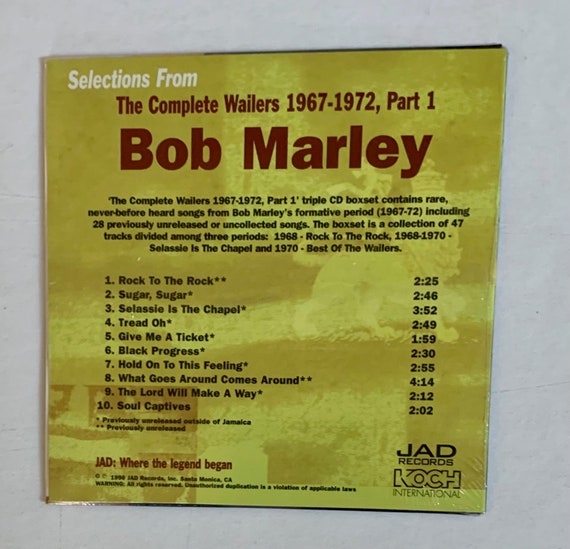 Selections From
The Complete Wailers 1967-1972, Part 1
Bob Marley
'The Complete Wailers 1967-1972, Part 1' triple CD boxset contains rare,
never-before heard songs from Bob Marley's formative period (1967-72) including
28 previously unreleased or uncollected songs. The boxset is a collection of 47
tracks divided among three periods: 1968 - Rock To The Rock, 1968-1970 -
Selassie Is The Chapel and 1970 - Best Of The Wailers.
1. Rock To The Rock** 2:25
2. Sugar, Sugar* 2:46
3. Selassie Is The Chapel* 3:52
4. Tread Oh* 2:49
5. Give Me A Ticket* 1:59
6. Black Progress* 2:30
7. Hold On To This Feeling* 2:55
8. What Goes Around Comes Around** 4:14
9. The Lord Will Make A Way* 2:12
10. Soul Captives 2:02
* Previously unreleased outside of Jamaica
** Previously unreleased
JAD: Where the legend began
© ℗ 1998 JAD Records, Inc. Santa Monica, CA
WARNING: All rights reserved. Unauthorized duplication is a violation of applicable laws
JAD
RECORDS
KOCH
INTERNATIONAL